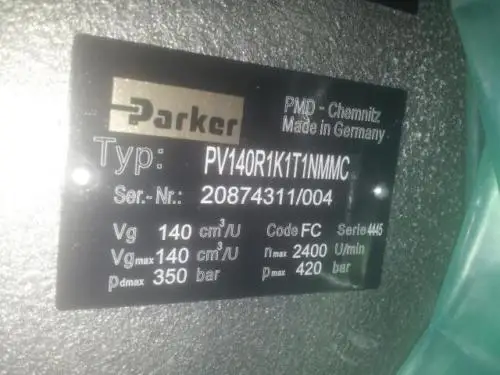 Parker
PMD - Chemnitz
Made in Germany
Typ: PV140R1K1T1NMMC
Ser.-Nr.: 20874311/004
Vg 140 cm³/U Code FC Serie 4445
Vgmax 140 cm³/U nmax 2400 U/min
pdmax 350 bar pmax 420 bar